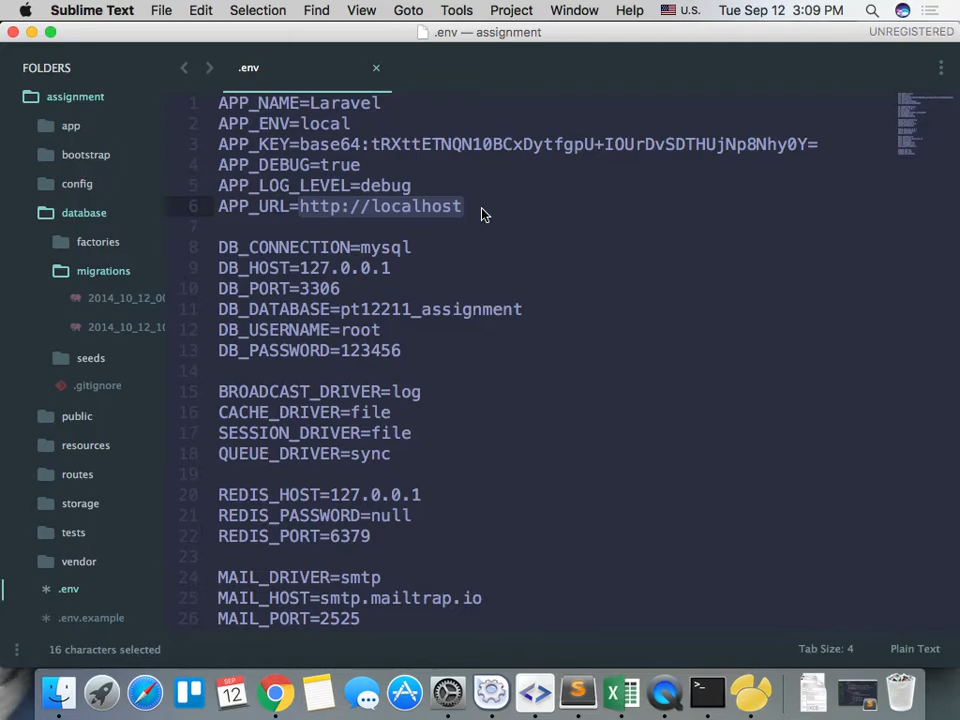 Sublime Text File Edit Selection Find View Goto Tools Project Window Help U.S. Tue Sep 12 3:09 PM
.env — assignment UNREGISTERED
FOLDERS
assignment
app
bootstrap
config
database
factories
migrations
2014_10_12_00
2014_10_12_10
seeds
.gitignore
public
resources
routes
storage
tests
vendor
.env
.env.example
.env
1 APP_NAME=Laravel
2 APP_ENV=local
3 APP_KEY=base64:tRXttETNQN10BCxDytfgpU+IOUrDvSDTHUjNp8Nhy0Y=
4 APP_DEBUG=true
5 APP_LOG_LEVEL=debug
6 APP_URL=http://localhost
7
8 DB_CONNECTION=mysql
9 DB_HOST=127.0.0.1
10 DB_PORT=3306
11 DB_DATABASE=pt12211_assignment
12 DB_USERNAME=root
13 DB_PASSWORD=123456
14
15 BROADCAST_DRIVER=log
16 CACHE_DRIVER=file
17 SESSION_DRIVER=file
18 QUEUE_DRIVER=sync
19
20 REDIS_HOST=127.0.0.1
21 REDIS_PASSWORD=null
22 REDIS_PORT=6379
23
24 MAIL_DRIVER=smtp
25 MAIL_HOST=smtp.mailtrap.io
26 MAIL_PORT=2525
16 characters selected Tab Size: 4 Plain Text
SEP
12